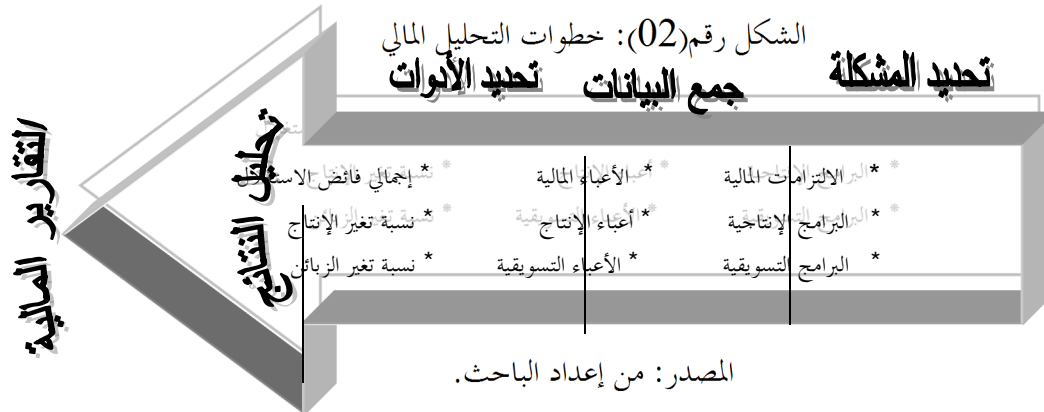 الشكل رقم(02): خطوات التحليل المالي
تحديد المشكلة
جمع البيانات
تحديد الأدوات
* الالتزامات المالية
* البرامج الإنتاجية
* البرامج التسويقية
* الأعباء المالية
* أعباء الإنتاج
* الأعباء التسويقية
* إجمالي فائض الاستغلال
* نسبة تغير الإنتاج
* نسبة تغير الزبائن
تحليل النتائج
التقارير المالية
المصدر: من إعداد الباحث.